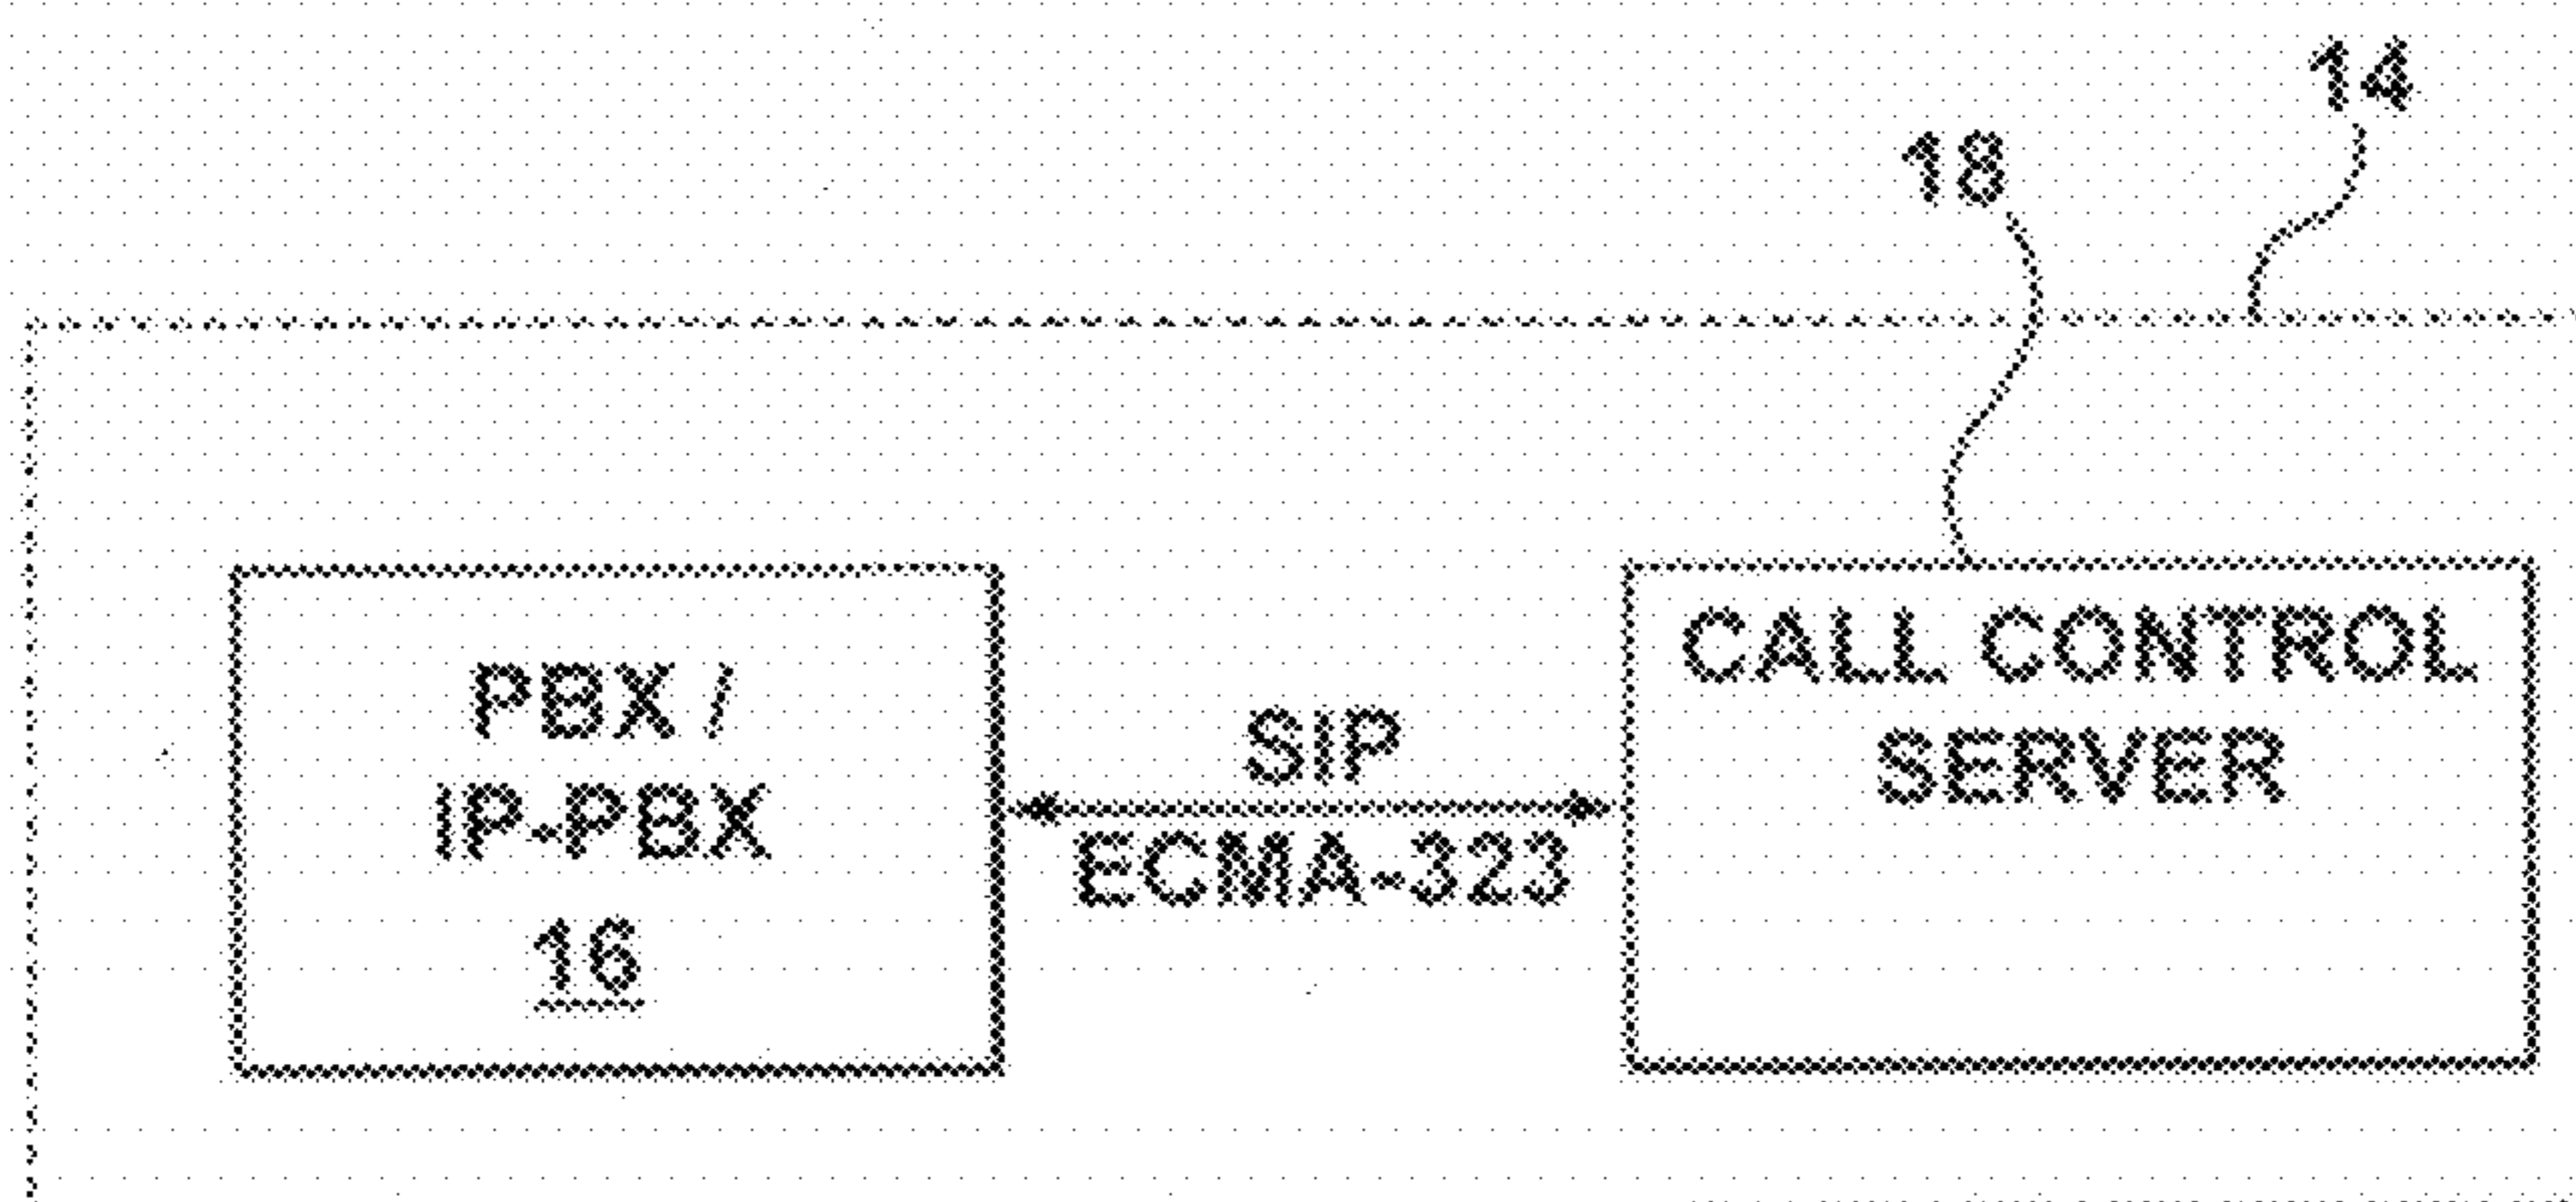 14
18
PBX /
IP-PBX
16
SIP
ECMA-323
CALL CONTROL
SERVER